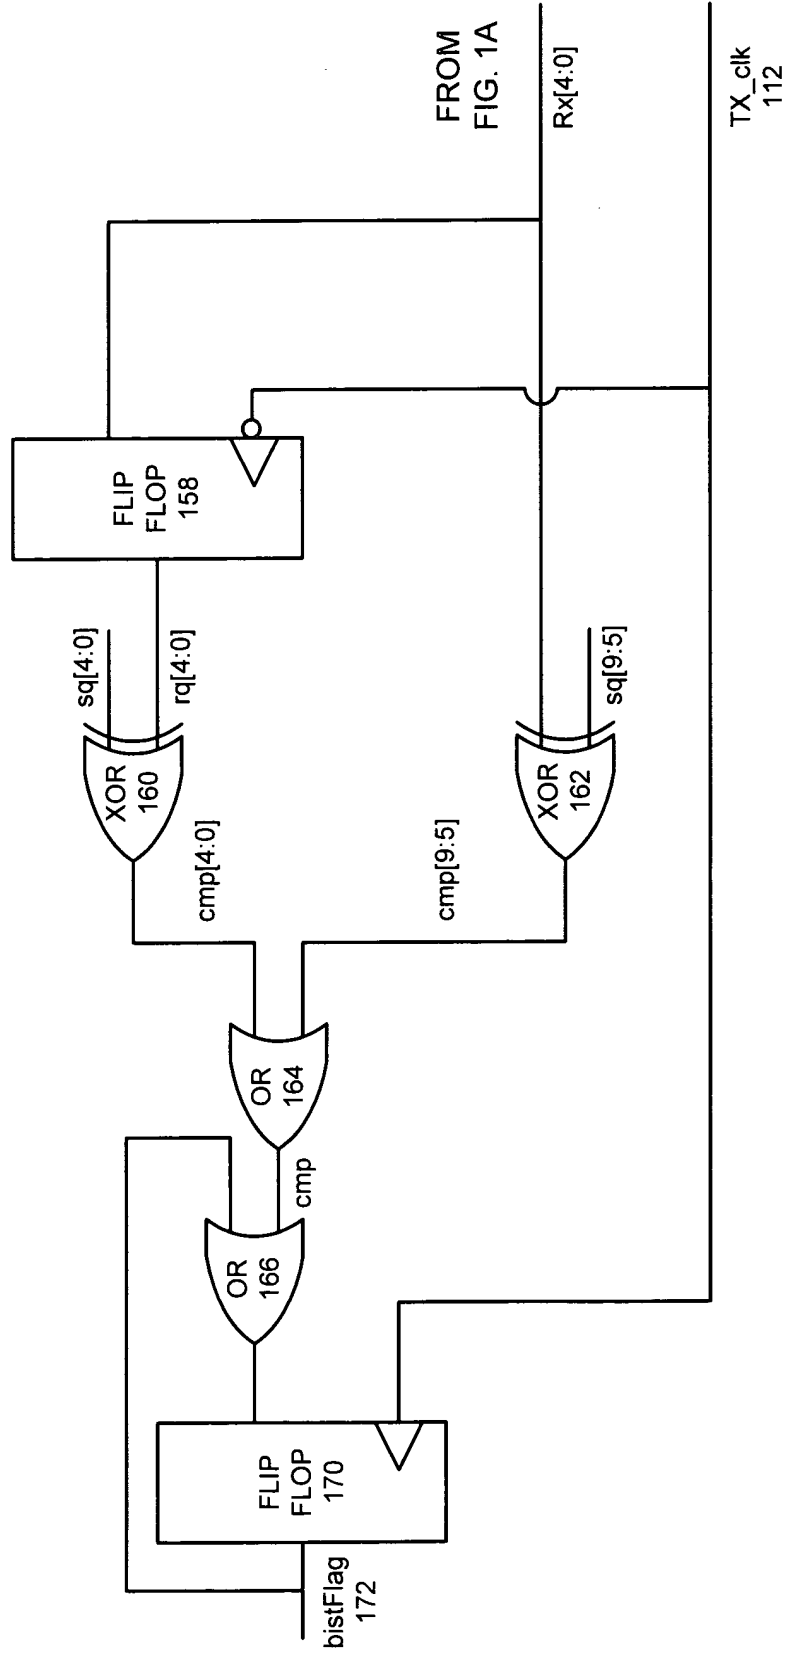 FROM
FIG. 1A
Rx[4:0]
TX_clk
112
FLIP
FLOP
158
sq[4:0]
rq[4:0]
XOR
160
sq[9:5]
XOR
162
cmp[4:0]
cmp[9:5]
OR
164
cmp
OR
166
FLIP
FLOP
170
bistFlag
172